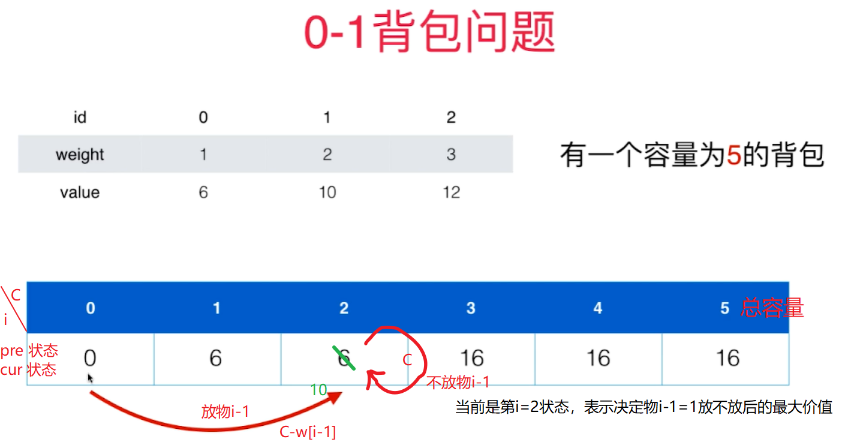 0-1背包问题
id 0 1 2
weight 1 2 3
value 6 10 12
有一个容量为5的背包
C
i
0 1 2 3 4 5 总容量
pre 状态
cur 状态
0 6 6 16 16 16
C
10
不放物i-1
放物i-1
C-w[i-1]
当前是第i=2状态，表示决定物i-1=1放不放后的最大价值